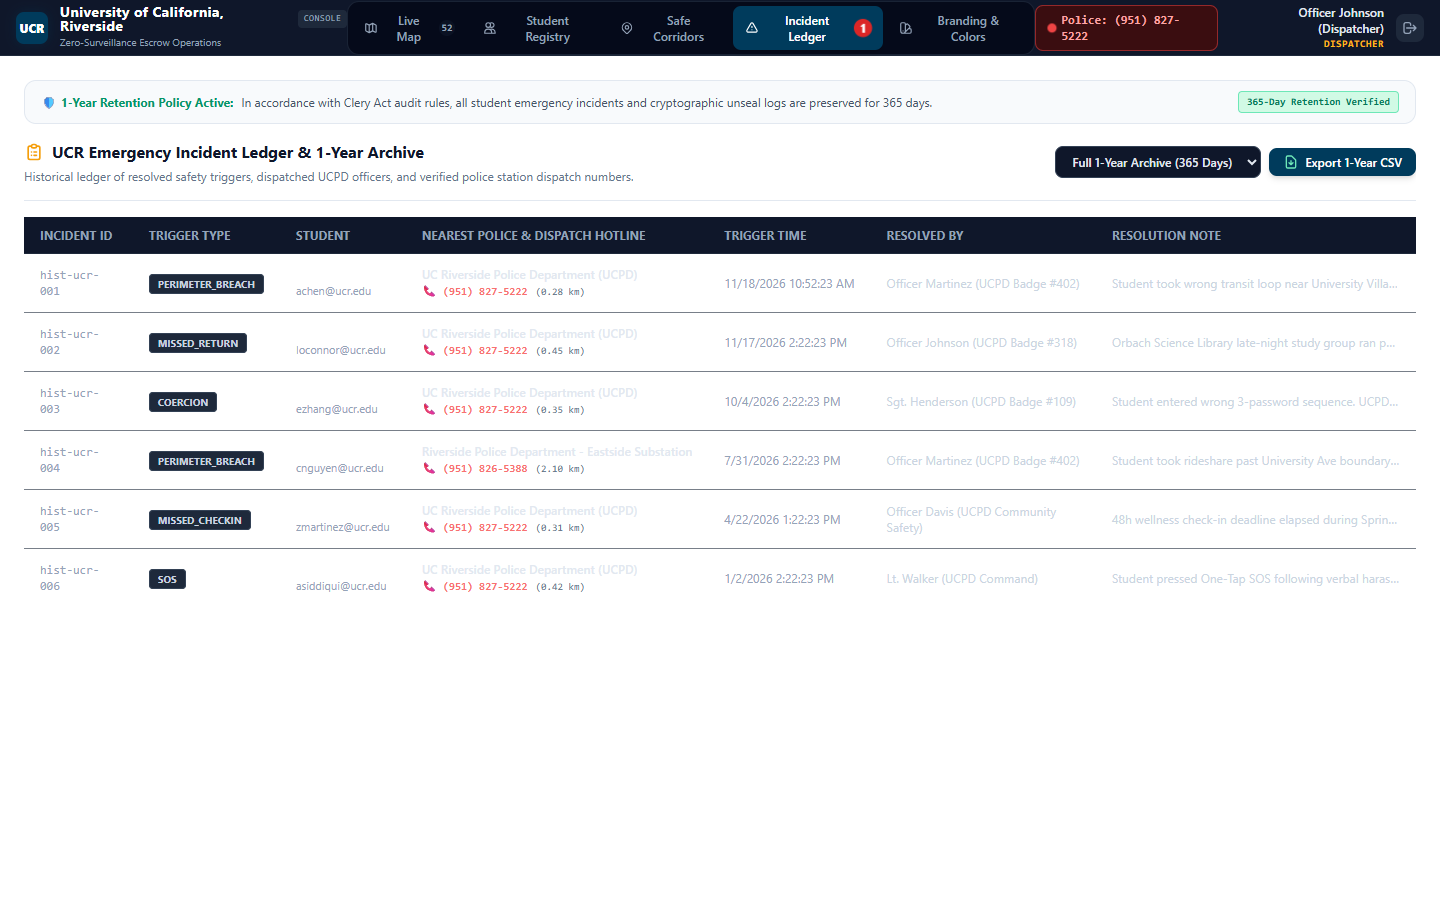 UCR
University of California,
Riverside
Zero-Surveillance Escrow Operations
CONSOLE
Live
Map
52
Student
Registry
Safe
Corridors
Incident
Ledger
1
Branding &
Colors
Police: (951) 827-
5222
Officer Johnson
(Dispatcher)
DISPATCHER
1-Year Retention Policy Active: In accordance with Clery Act audit rules, all student emergency incidents and cryptographic unseal logs are preserved for 365 days.
365-Day Retention Verified
UCR Emergency Incident Ledger & 1-Year Archive
Historical ledger of resolved safety triggers, dispatched UCPD officers, and verified police station dispatch numbers.
Full 1-Year Archive (365 Days)
Export 1-Year CSV
INCIDENT ID TRIGGER TYPE STUDENT NEAREST POLICE & DISPATCH HOTLINE TRIGGER TIME RESOLVED BY RESOLUTION NOTE
hist-ucr-
001
PERIMETER_BREACH
achen@ucr.edu
UC Riverside Police Department (UCPD)
(951) 827-5222 (0.28 km)
11/18/2026 10:52:23 AM
Officer Martinez (UCPD Badge #402)
Student took wrong transit loop near University Villa...
hist-ucr-
002
MISSED_RETURN
loconnor@ucr.edu
UC Riverside Police Department (UCPD)
(951) 827-5222 (0.45 km)
11/17/2026 2:22:23 PM
Officer Johnson (UCPD Badge #318)
Orbach Science Library late-night study group ran p...
hist-ucr-
003
COERCION
ezhang@ucr.edu
UC Riverside Police Department (UCPD)
(951) 827-5222 (0.35 km)
10/4/2026 2:22:23 PM
Sgt. Henderson (UCPD Badge #109)
Student entered wrong 3-password sequence. UCPD...
hist-ucr-
004
PERIMETER_BREACH
cnguyen@ucr.edu
Riverside Police Department - Eastside Substation
(951) 826-5388 (2.10 km)
7/31/2026 2:22:23 PM
Officer Martinez (UCPD Badge #402)
Student took rideshare past University Ave boundary...
hist-ucr-
005
MISSED_CHECKIN
zmartinez@ucr.edu
UC Riverside Police Department (UCPD)
(951) 827-5222 (0.31 km)
4/22/2026 1:22:23 PM
Officer Davis (UCPD Community
Safety)
48h wellness check-in deadline elapsed during Sprin...
hist-ucr-
006
SOS
asiddiqui@ucr.edu
UC Riverside Police Department (UCPD)
(951) 827-5222 (0.42 km)
1/2/2026 2:22:23 PM
Lt. Walker (UCPD Command)
Student pressed One-Tap SOS following verbal haras...